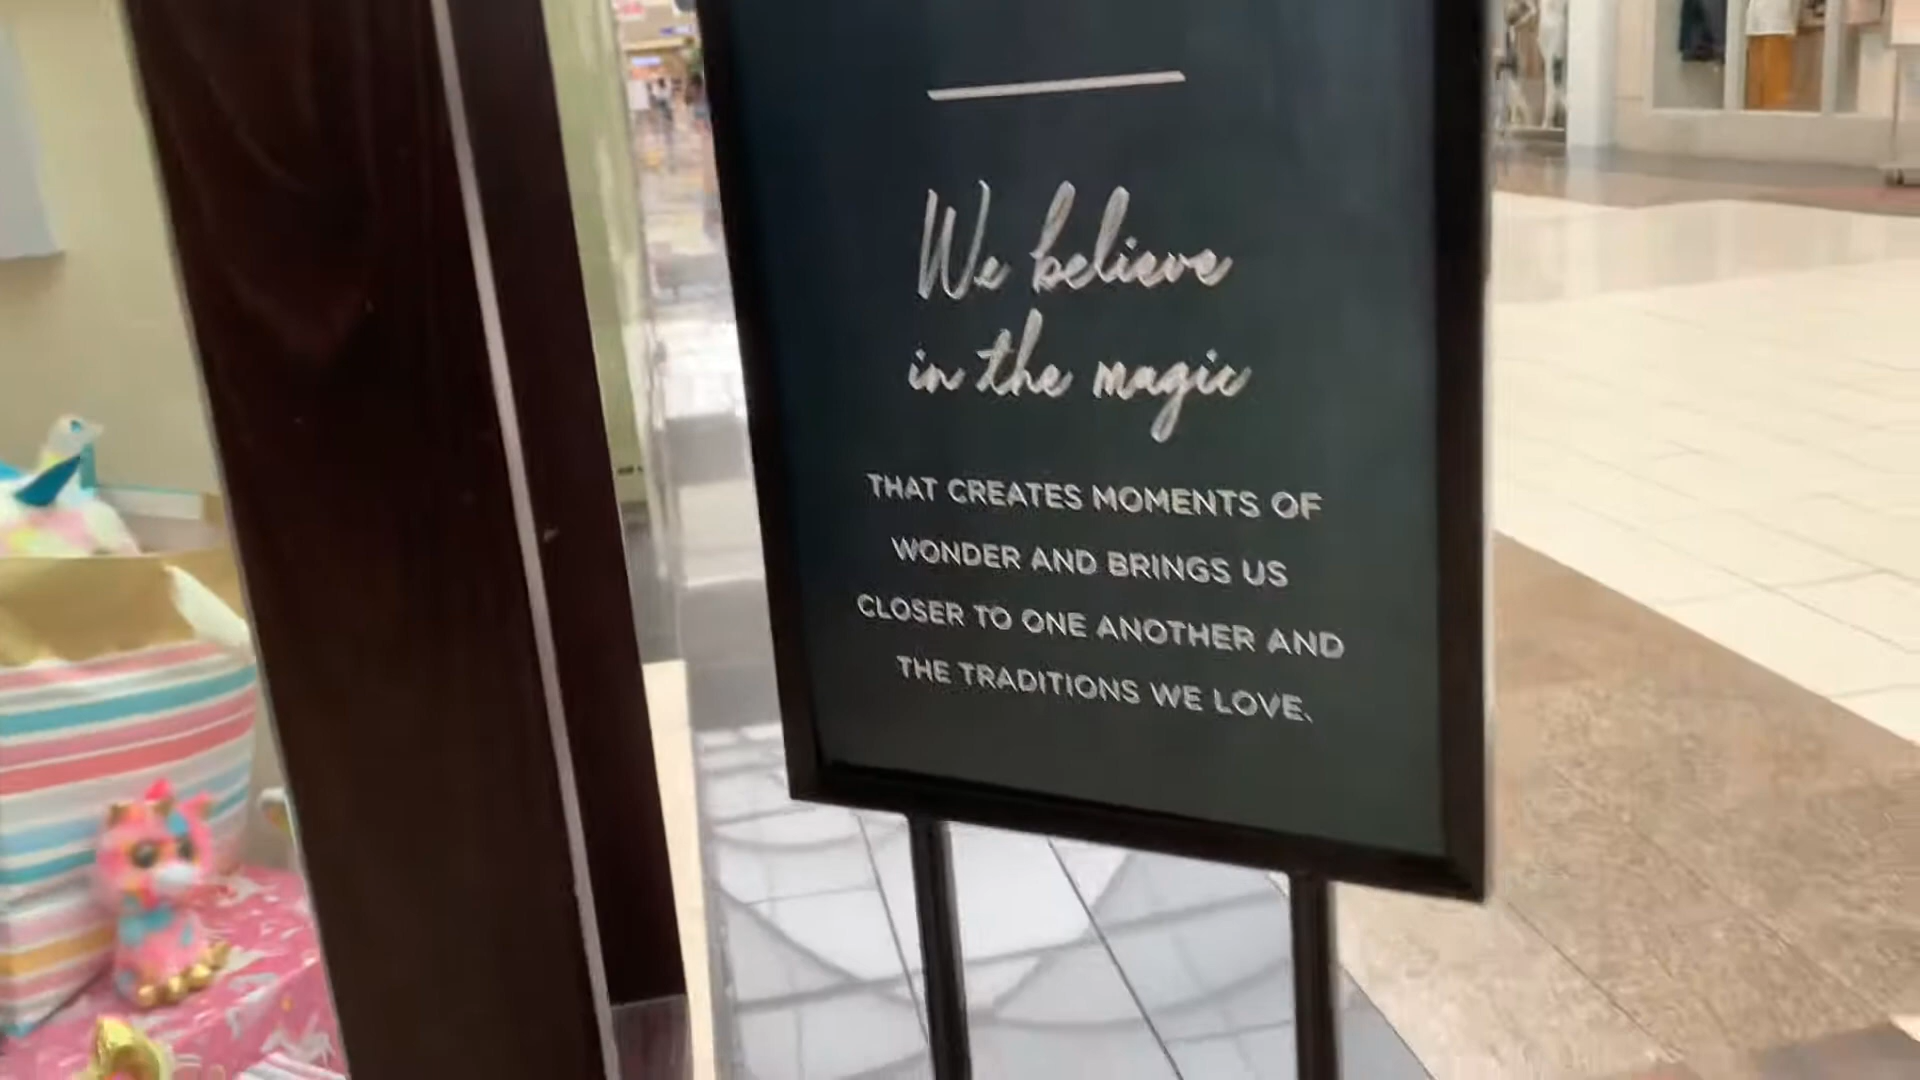 We believe
in the magic
THAT CREATES MOMENTS OF
WONDER AND BRINGS US
CLOSER TO ONE ANOTHER AND
THE TRADITIONS WE LOVE.